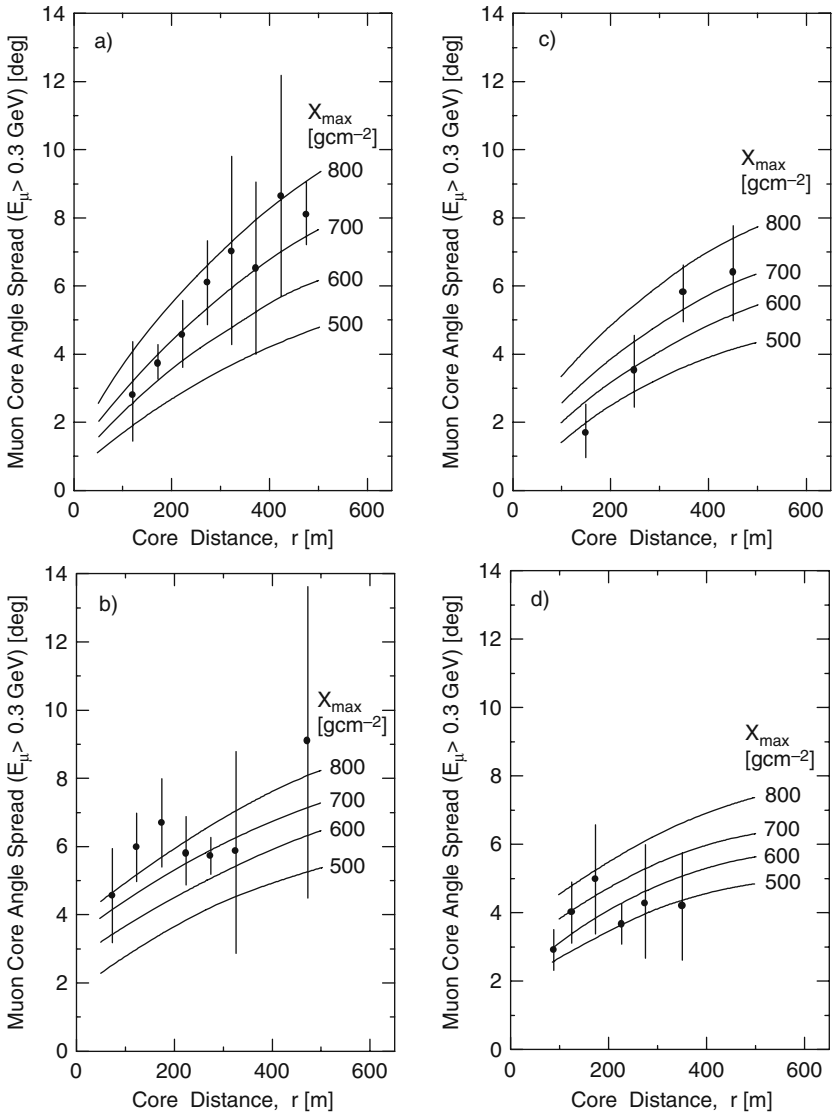 a)
Muon Core Angle Spread (Eμ > 0.3 GeV) [deg]
14
12
10
8
6
4
2
0
Xmax
[gcm–2]
800
700
600
500
0 200 400 600
Core Distance, r [m]
c)
Muon Core Angle Spread (Eμ > 0.3 GeV) [deg]
14
12
10
8
6
4
2
0
Xmax
[gcm–2]
800
700
600
500
0 200 400 600
Core Distance, r [m]
b)
Muon Core Angle Spread (Eμ > 0.3 GeV) [deg]
14
12
10
8
6
4
2
0
Xmax
[gcm–2]
800
700
600
500
0 200 400 600
Core Distance, r [m]
d)
Muon Core Angle Spread (Eμ > 0.3 GeV) [deg]
14
12
10
8
6
4
2
0
Xmax
[gcm–2]
800
700
600
500
0 200 400 600
Core Distance, r [m]